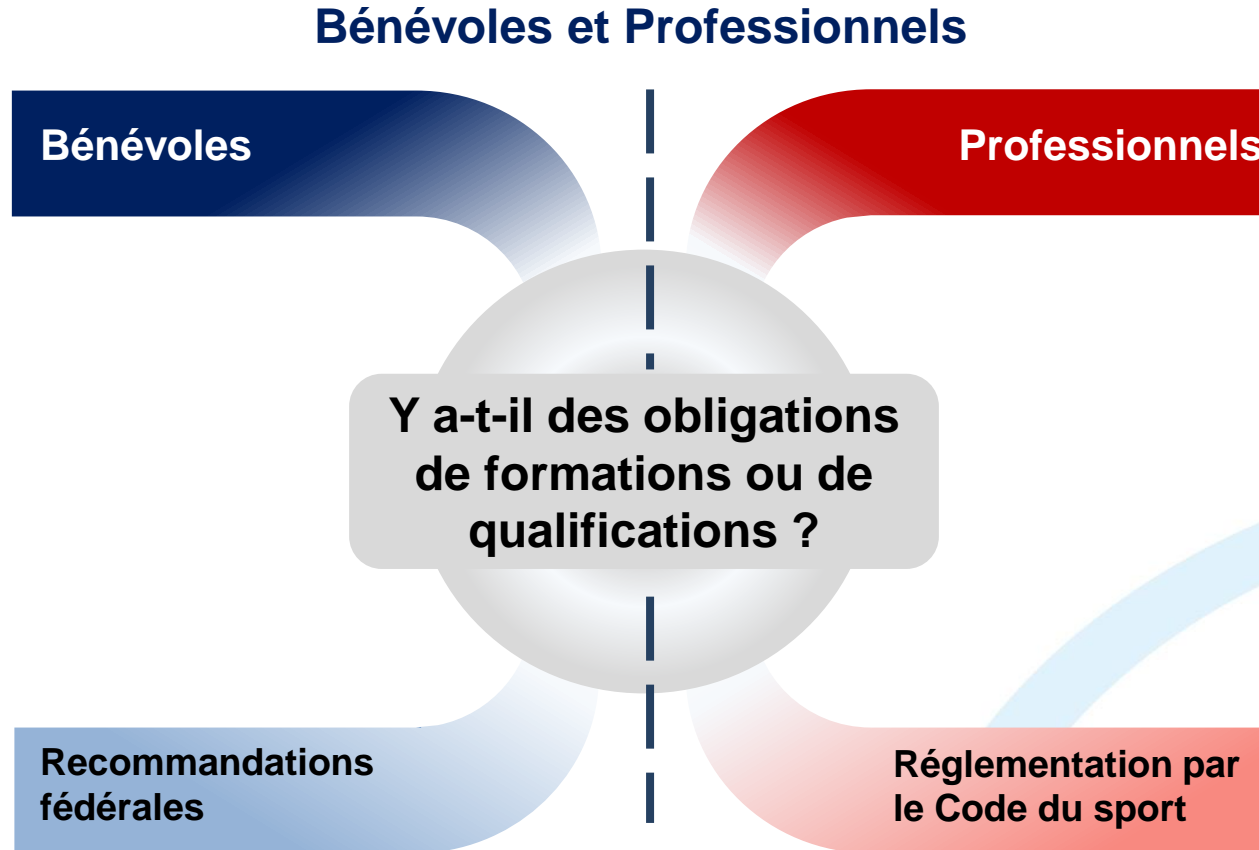 Bénévoles et Professionnels
Bénévoles
Professionnels
Y a-t-il des obligations
de formations ou de
qualifications ?
Recommandations
fédérales
Réglementation par
le Code du sport